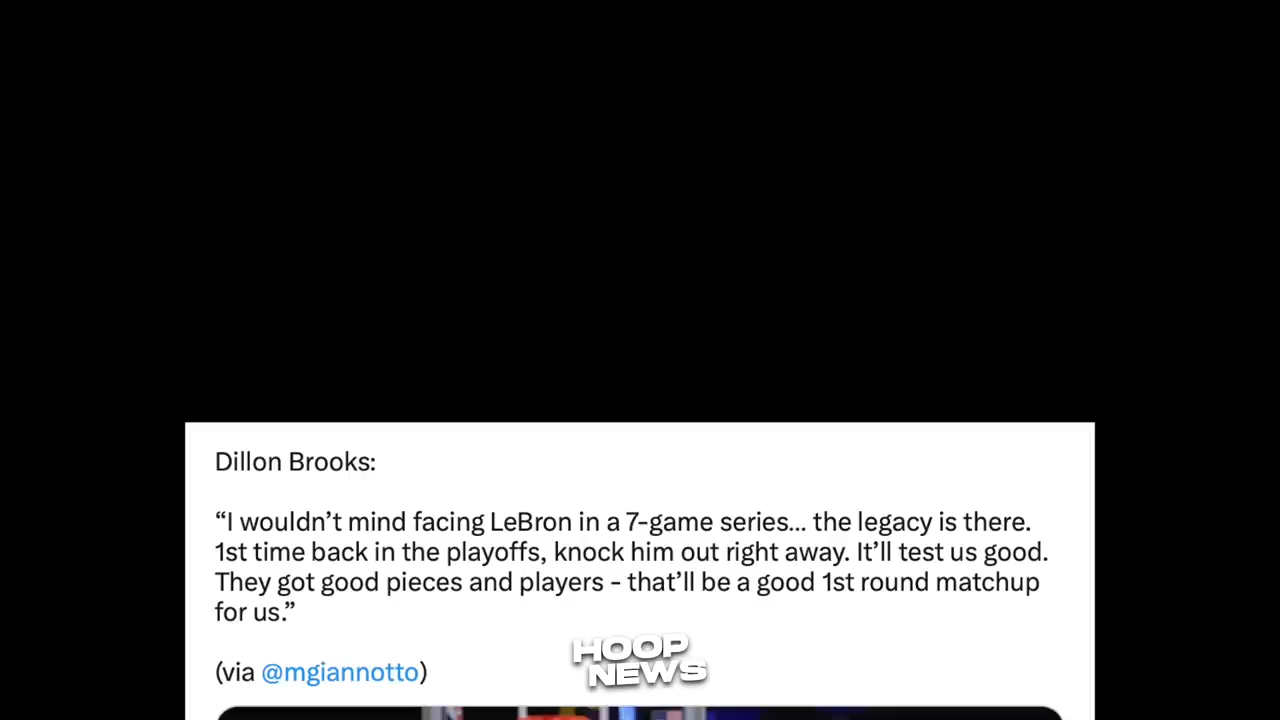 Dillon Brooks:
“I wouldn’t mind facing LeBron in a 7-game series... the legacy is there.
1st time back in the playoffs, knock him out right away. It’ll test us good.
They got good pieces and players - that’ll be a good 1st round matchup
for us.”
(via @mgiannotto)
HOOP
NEWS